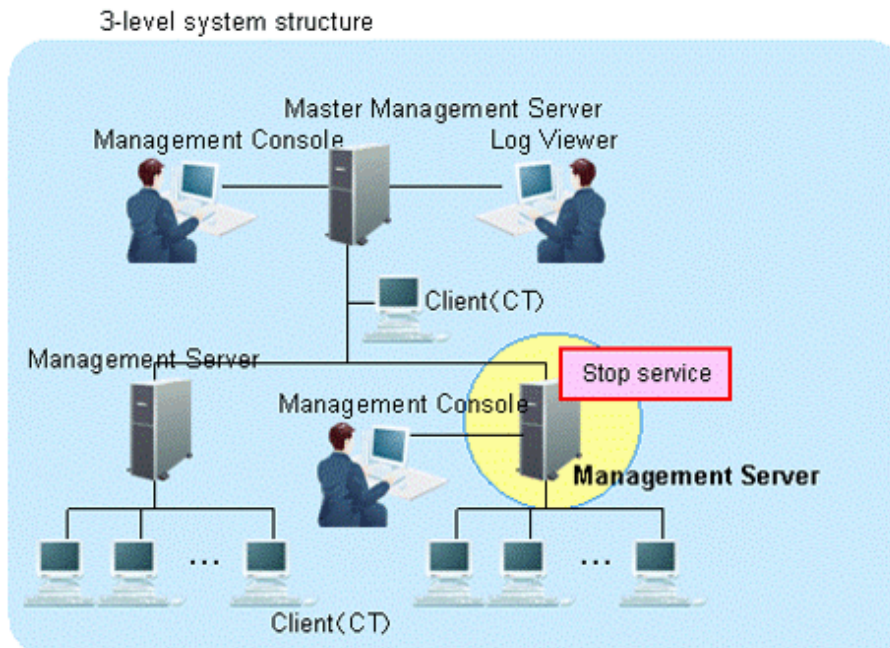 3-level system structure
Master Management Server
Management Console
Log Viewer
Client(CT)
Management Server
Stop service
Management Console
Management Server
...
...
Client(CT)